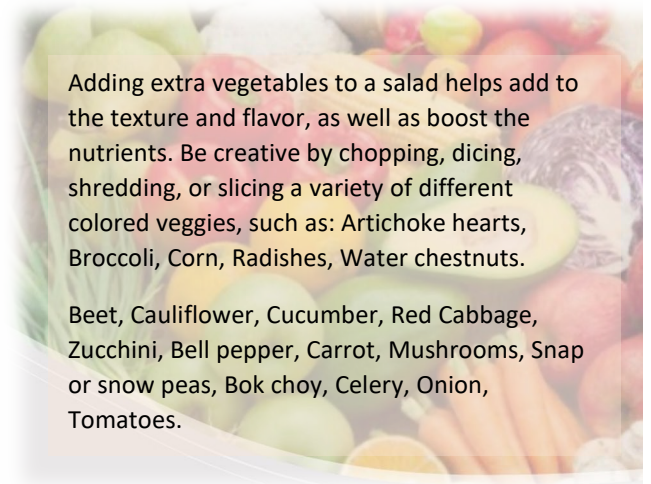 Adding extra vegetables to a salad helps add to
the texture and flavor, as well as boost the
nutrients. Be creative by chopping, dicing,
shredding, or slicing a variety of different
colored veggies, such as: Artichoke hearts,
Broccoli, Corn, Radishes, Water chestnuts.
Beet, Cauliflower, Cucumber, Red Cabbage,
Zucchini, Bell pepper, Carrot, Mushrooms, Snap
or snow peas, Bok choy, Celery, Onion,
Tomatoes.